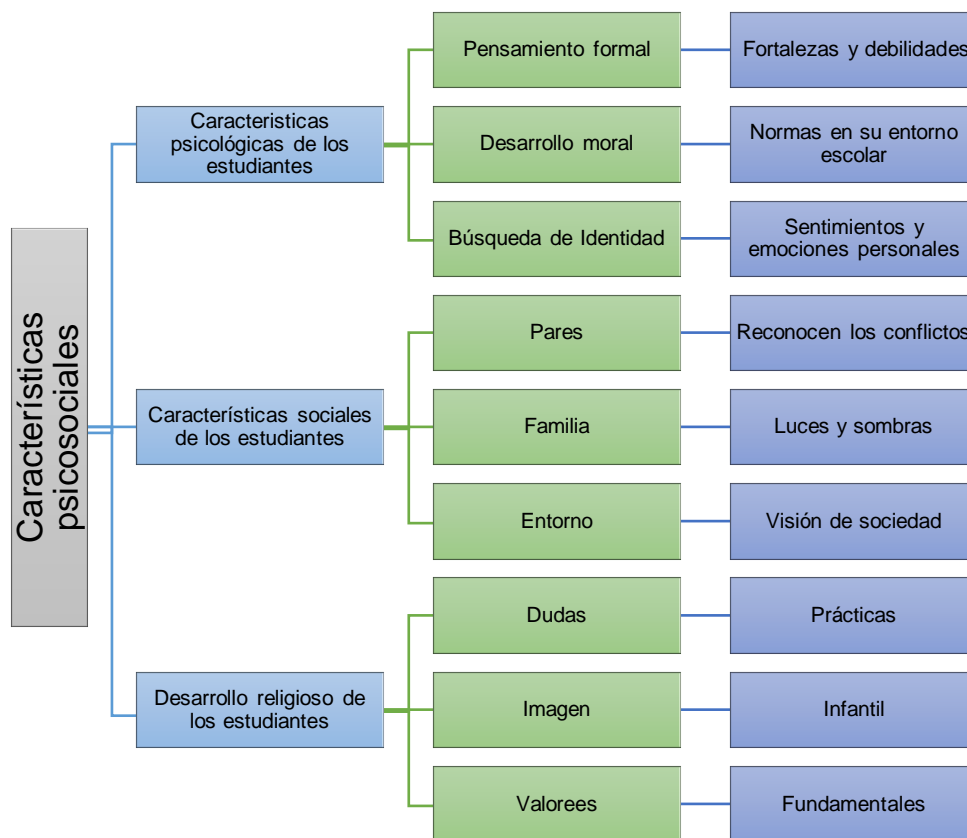 Características
psicosociales
Caracteristicas
psicológicas de los
estudiantes
Pensamiento formal
Fortalezas y debilidades
Desarrollo moral
Normas en su entorno
escolar
Búsqueda de Identidad
Sentimientos y
emociones personales
Característícas sociales
de los estudiantes
Pares
Reconocen los conflictos
Familia
Luces y sombras
Entorno
Visión de sociedad
Desarrollo religioso de
los estudiantes
Dudas
Prácticas
Imagen
Infantil
Valorees
Fundamentales